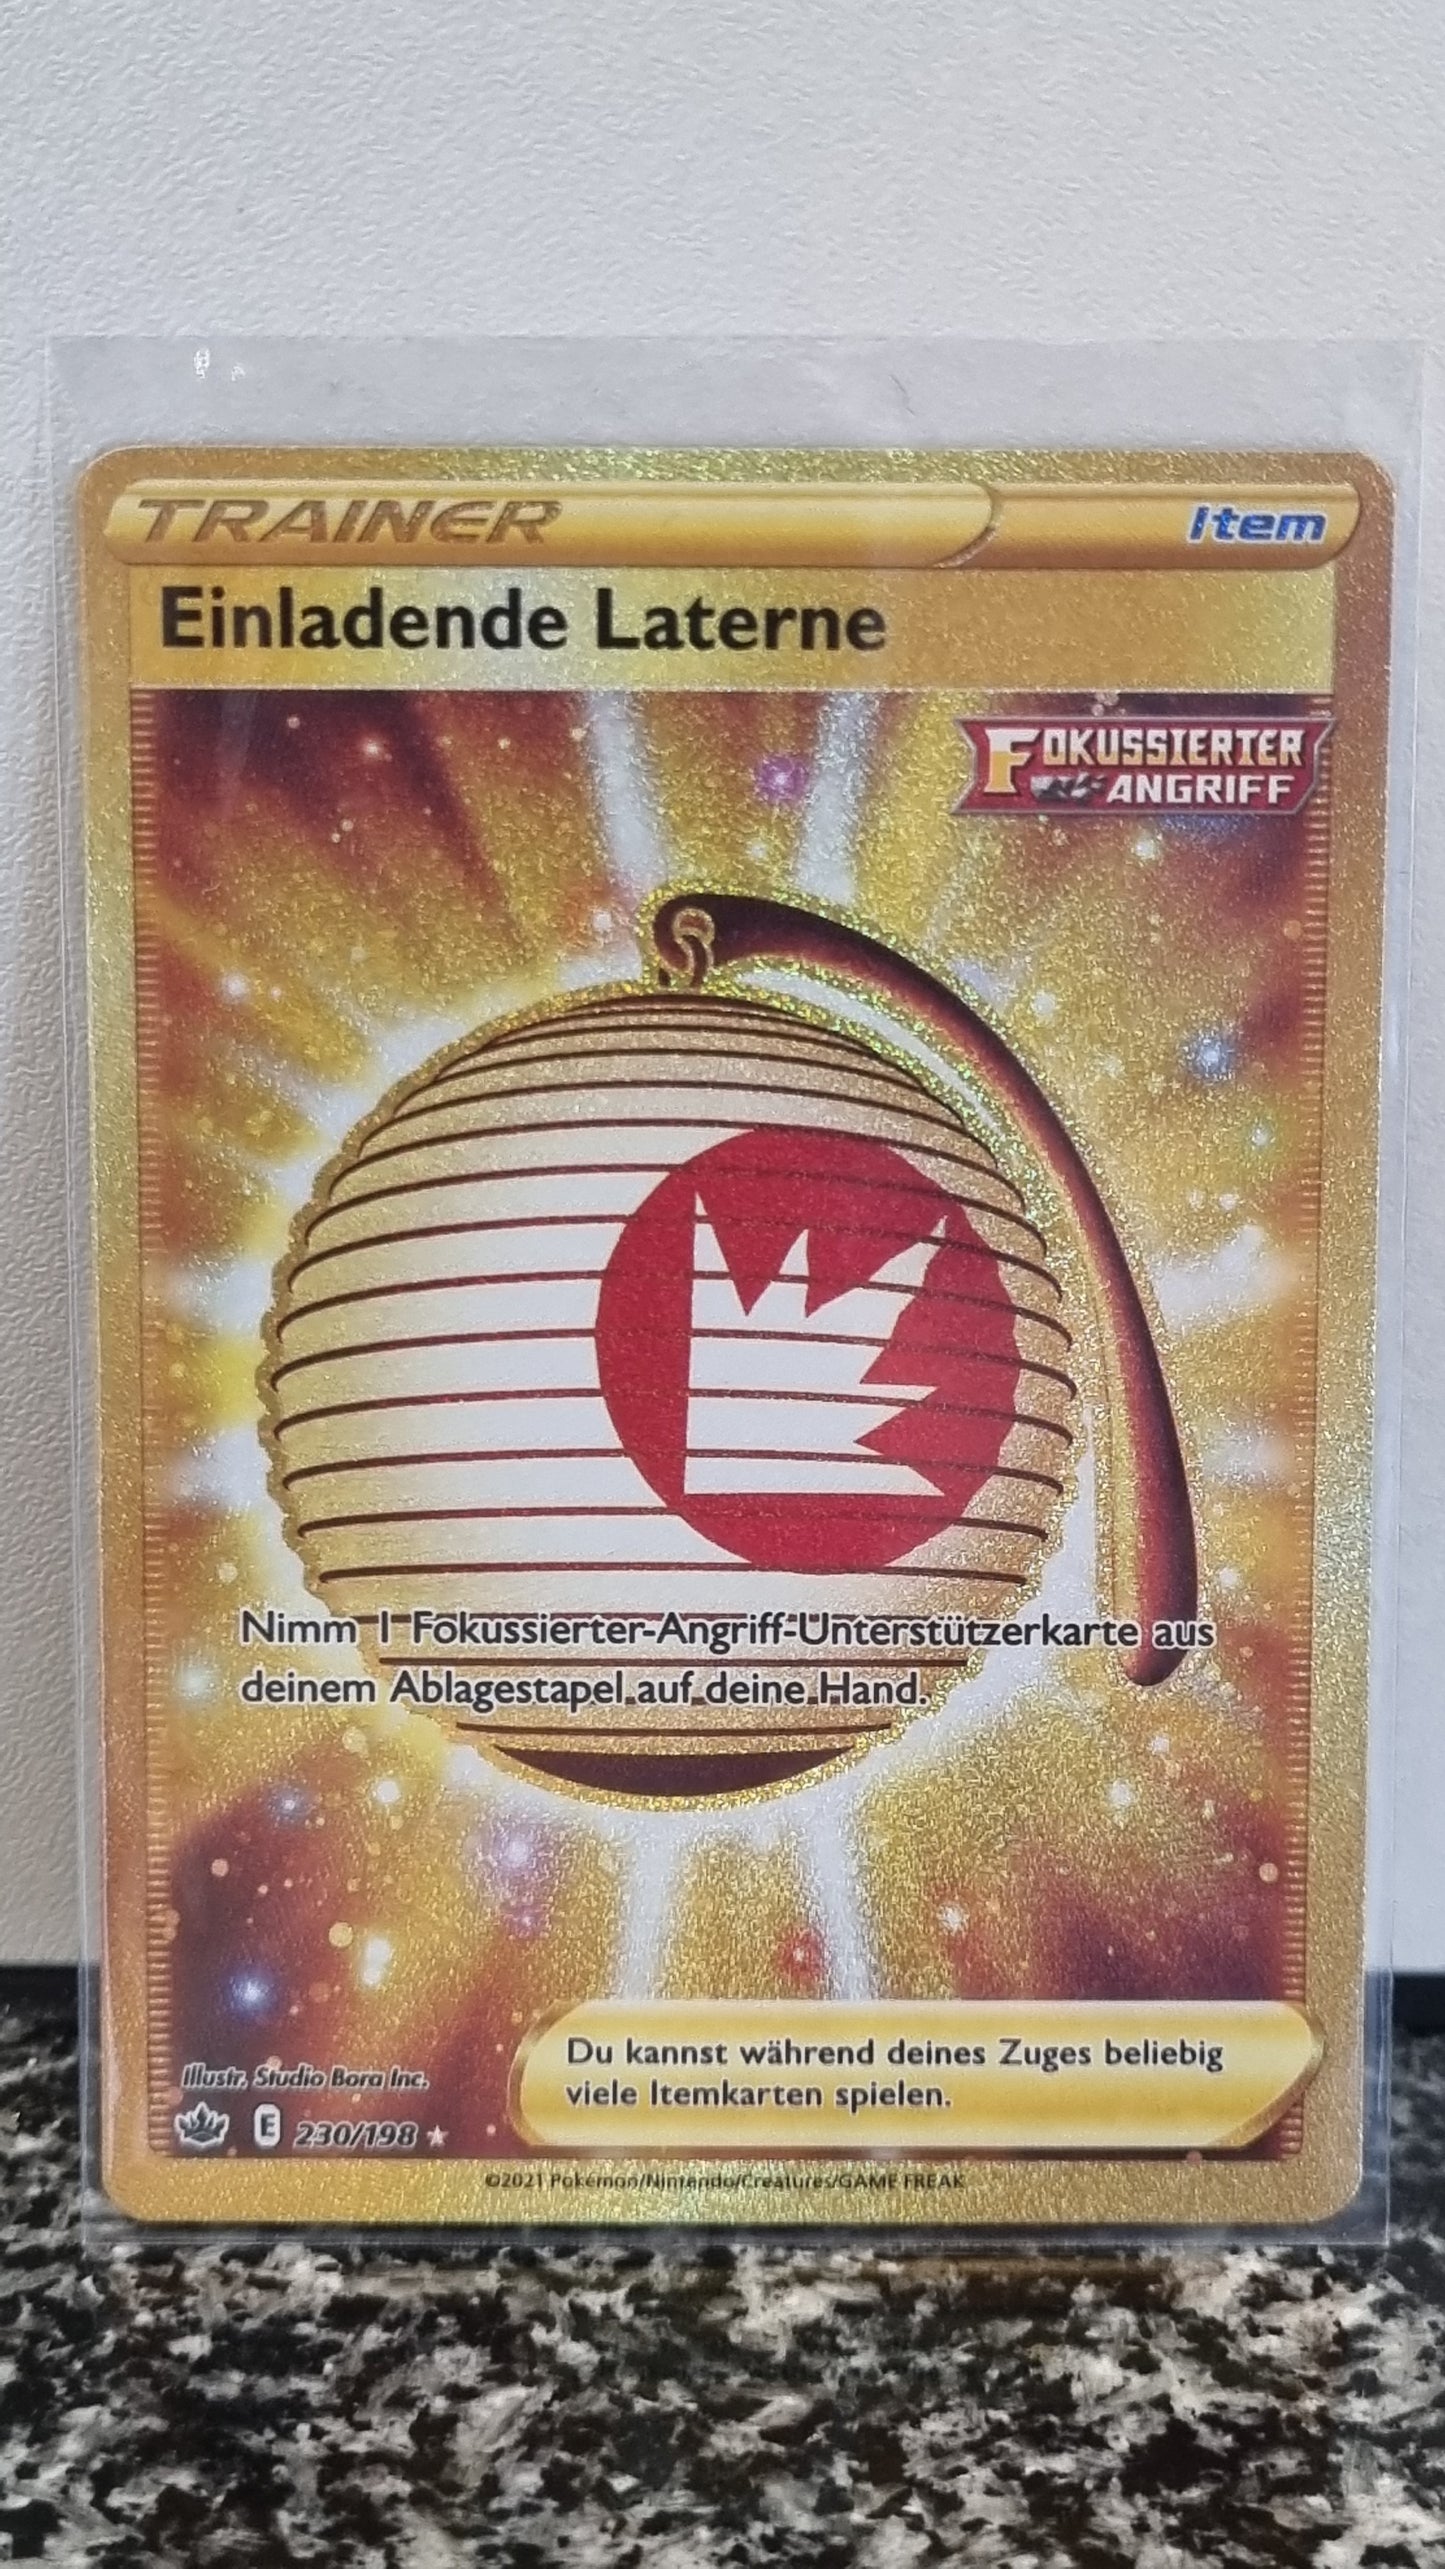 TRAINER Item
Einladende Laterne
FOKUSSIERTER
ANGRIFF
Nimm 1 Fokussierter-Angriff-Unterstützerkarte aus
deinem Ablagestapel auf deine Hand.
Du kannst während deines Zuges beliebig
viele Itemkarten spielen.
Illustr. Studio Bora Inc.
E 230/198
©2021 Pokémon/Nintendo/Creatures/GAME FREAK